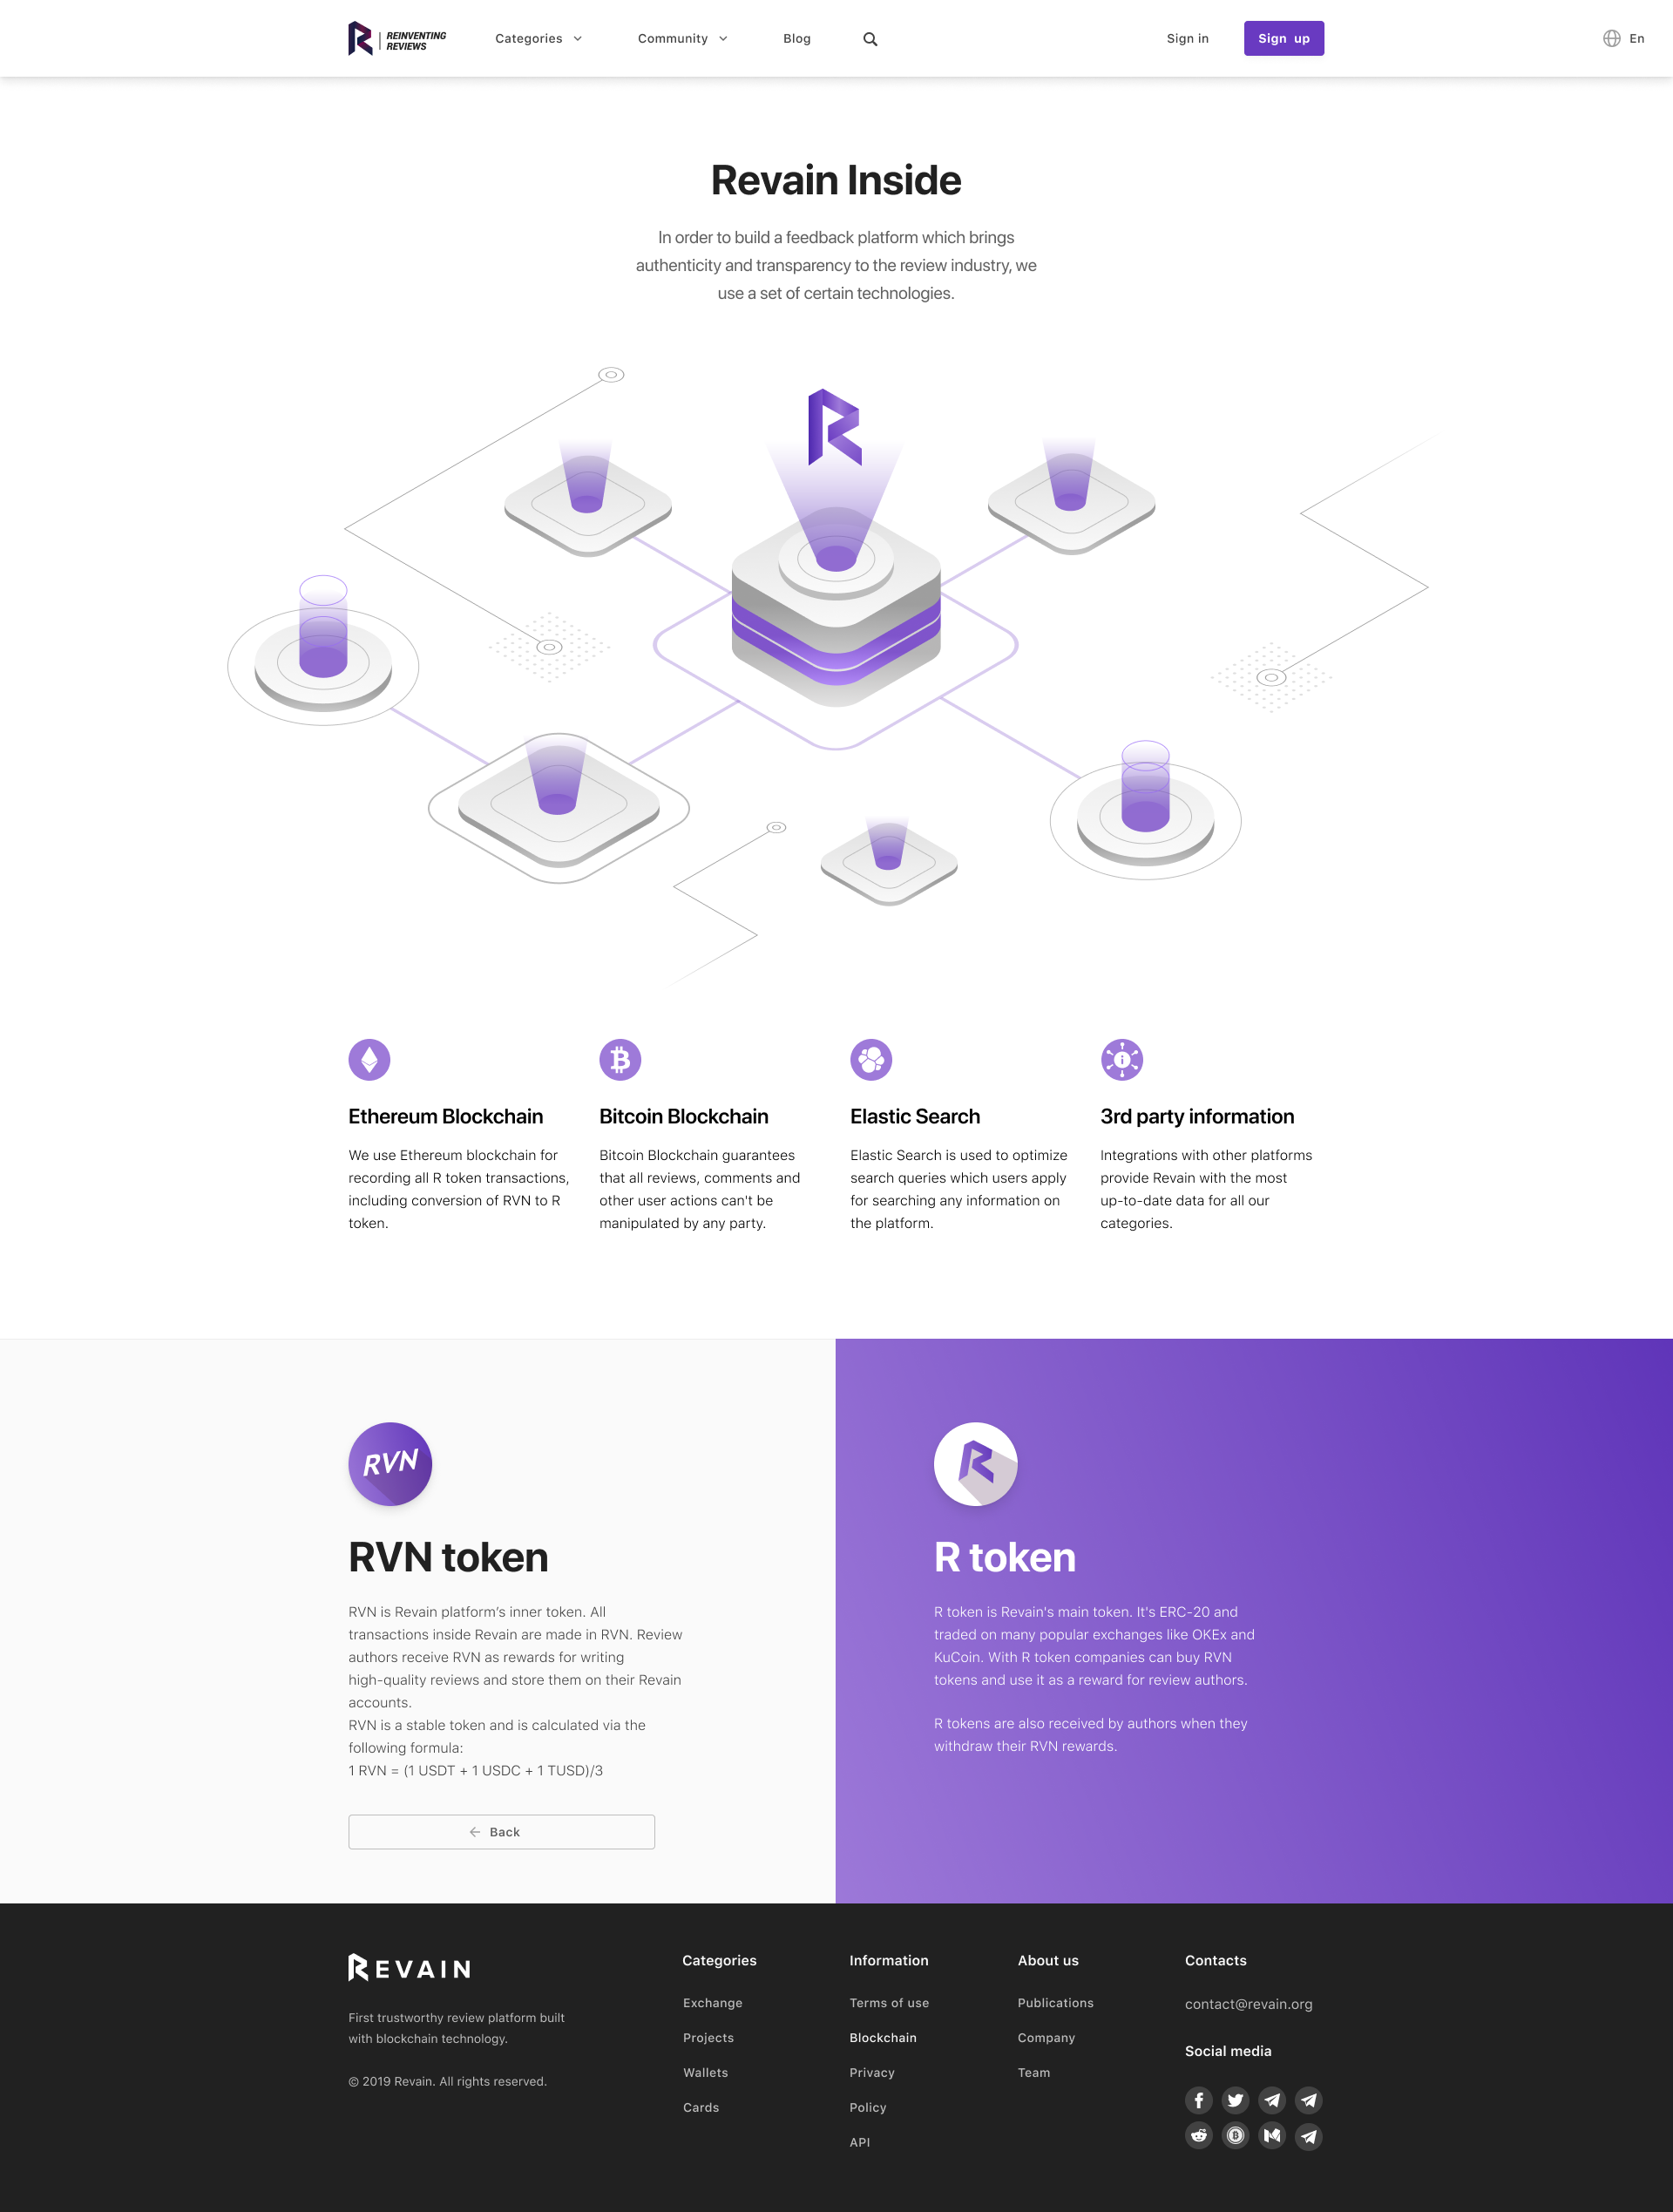 REINVENTING
REVIEWS
Categories
Community
Blog
Sign in
Sign up
En
Revain Inside
In order to build a feedback platform which brings
authenticity and transparency to the review industry, we
use a set of certain technologies.
Ethereum Blockchain
We use Ethereum blockchain for
recording all R token transactions,
including conversion of RVN to R
token.
Bitcoin Blockchain
Bitcoin Blockchain guarantees
that all reviews, comments and
other user actions can't be
manipulated by any party.
Elastic Search
Elastic Search is used to optimize
search queries which users apply
for searching any information on
the platform.
3rd party information
Integrations with other platforms
provide Revain with the most
up-to-date data for all our
categories.
RVN
RVN token
RVN is Revain platform’s inner token. All
transactions inside Revain are made in RVN. Review
authors receive RVN as rewards for writing
high-quality reviews and store them on their Revain
accounts.
RVN is a stable token and is calculated via the
following formula:
1 RVN = (1 USDT + 1 USDC + 1 TUSD)/3
Back
R token
R token is Revain's main token. It's ERC-20 and
traded on many popular exchanges like OKEx and
KuCoin. With R token companies can buy RVN
tokens and use it as a reward for review authors.
R tokens are also received by authors when they
withdraw their RVN rewards.
REVAIN
First trustworthy review platform built
with blockchain technology.
© 2019 Revain. All rights reserved.
Categories
Exchange
Projects
Wallets
Cards
Information
Terms of use
Blockchain
Privacy
Policy
API
About us
Publications
Company
Team
Contacts
contact@revain.org
Social media